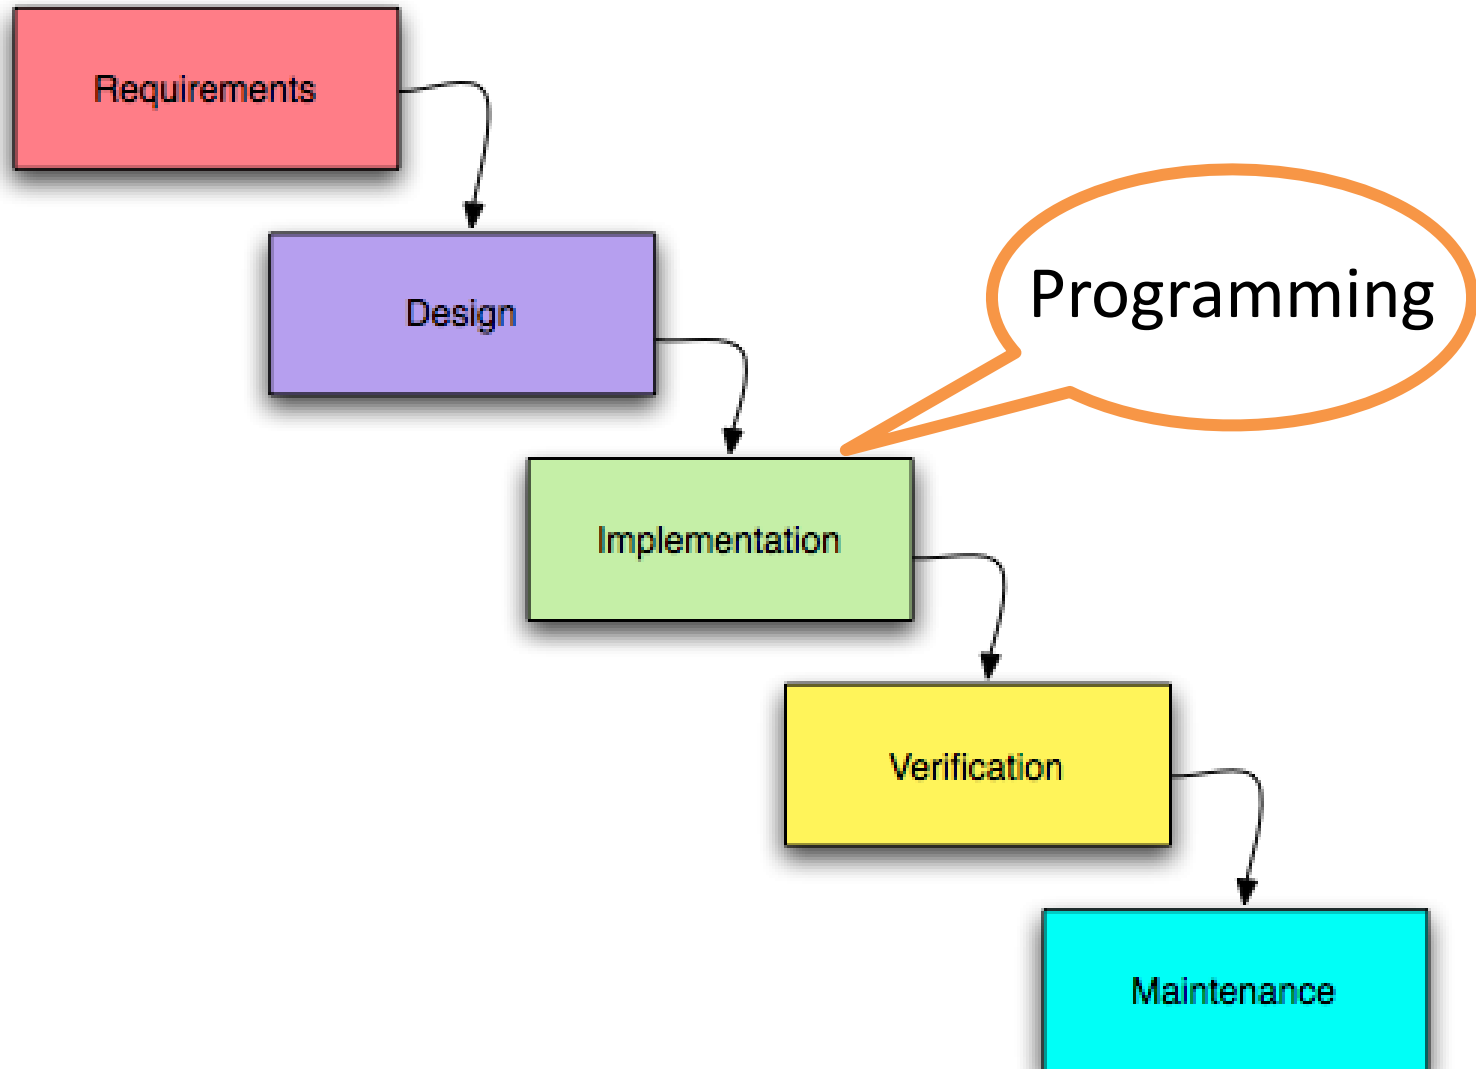 Requirements
Design
Programming
Implementation
Verification
Maintenance